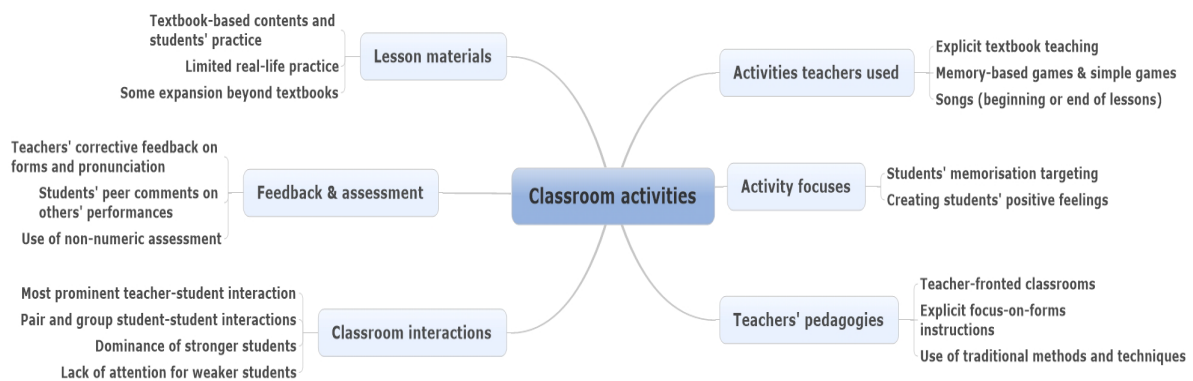 Classroom activities
Lesson materials
Textbook-based contents and
students' practice
Limited real-life practice
Some expansion beyond textbooks
Feedback & assessment
Teachers' corrective feedback on
forms and pronunciation
Students' peer comments on
others' performances
Use of non-numeric assessment
Classroom interactions
Most prominent teacher-student interaction
Pair and group student-student interactions
Dominance of stronger students
Lack of attention for weaker students
Activities teachers used
Explicit textbook teaching
Memory-based games & simple games
Songs (beginning or end of lessons)
Activity focuses
Students' memorisation targeting
Creating students' positive feelings
Teachers' pedagogies
Teacher-fronted classrooms
Explicit focus-on-forms
instructions
Use of traditional methods and techniques